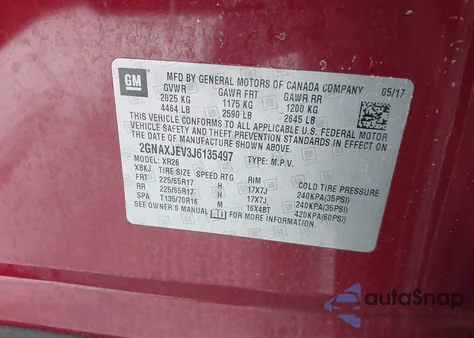 GM
MFD BY GENERAL MOTORS OF CANADA COMPANY 05/17
GVWR GAWR FRT GAWR RR
2025 KG 1175 KG 1200 KG
4464 LB 2590 LB 2645 LB
THIS VEHICLE CONFORMS TO ALL APPLICABLE U.S. FEDERAL MOTOR
VEHICLE SAFETY AND THEFT PREVENTION STANDARDS IN EFFECT ON THE
DATE OF MANUFACTURE SHOWN ABOVE.
2GNAXJEV3J6135497 TYPE: M.P.V.
MODEL: XR26
XBKJ TIRE SIZE SPEED RTG RIM COLD TIRE PRESSURE
FRT 225/65R17 H 17X7J 240KPA(35PSI)
RR 225/65R17 H 17X7J 240KPA(35PSI)
SPA T135/70R16 M 16X4BT 420KPA(60PSI)
SEE OWNER'S MANUAL FOR MORE INFORMATION.
autoSnap